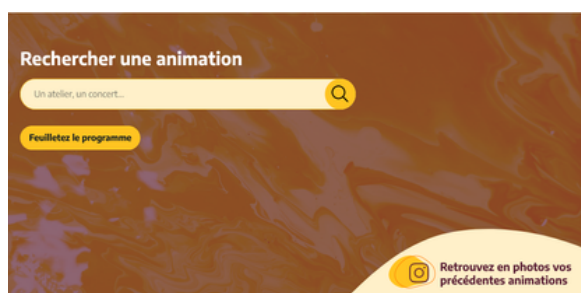 Rechercher une animation
Un atelier, un concert...
Feuilletez le programme
Retrouvez en photos vos
précédentes animations